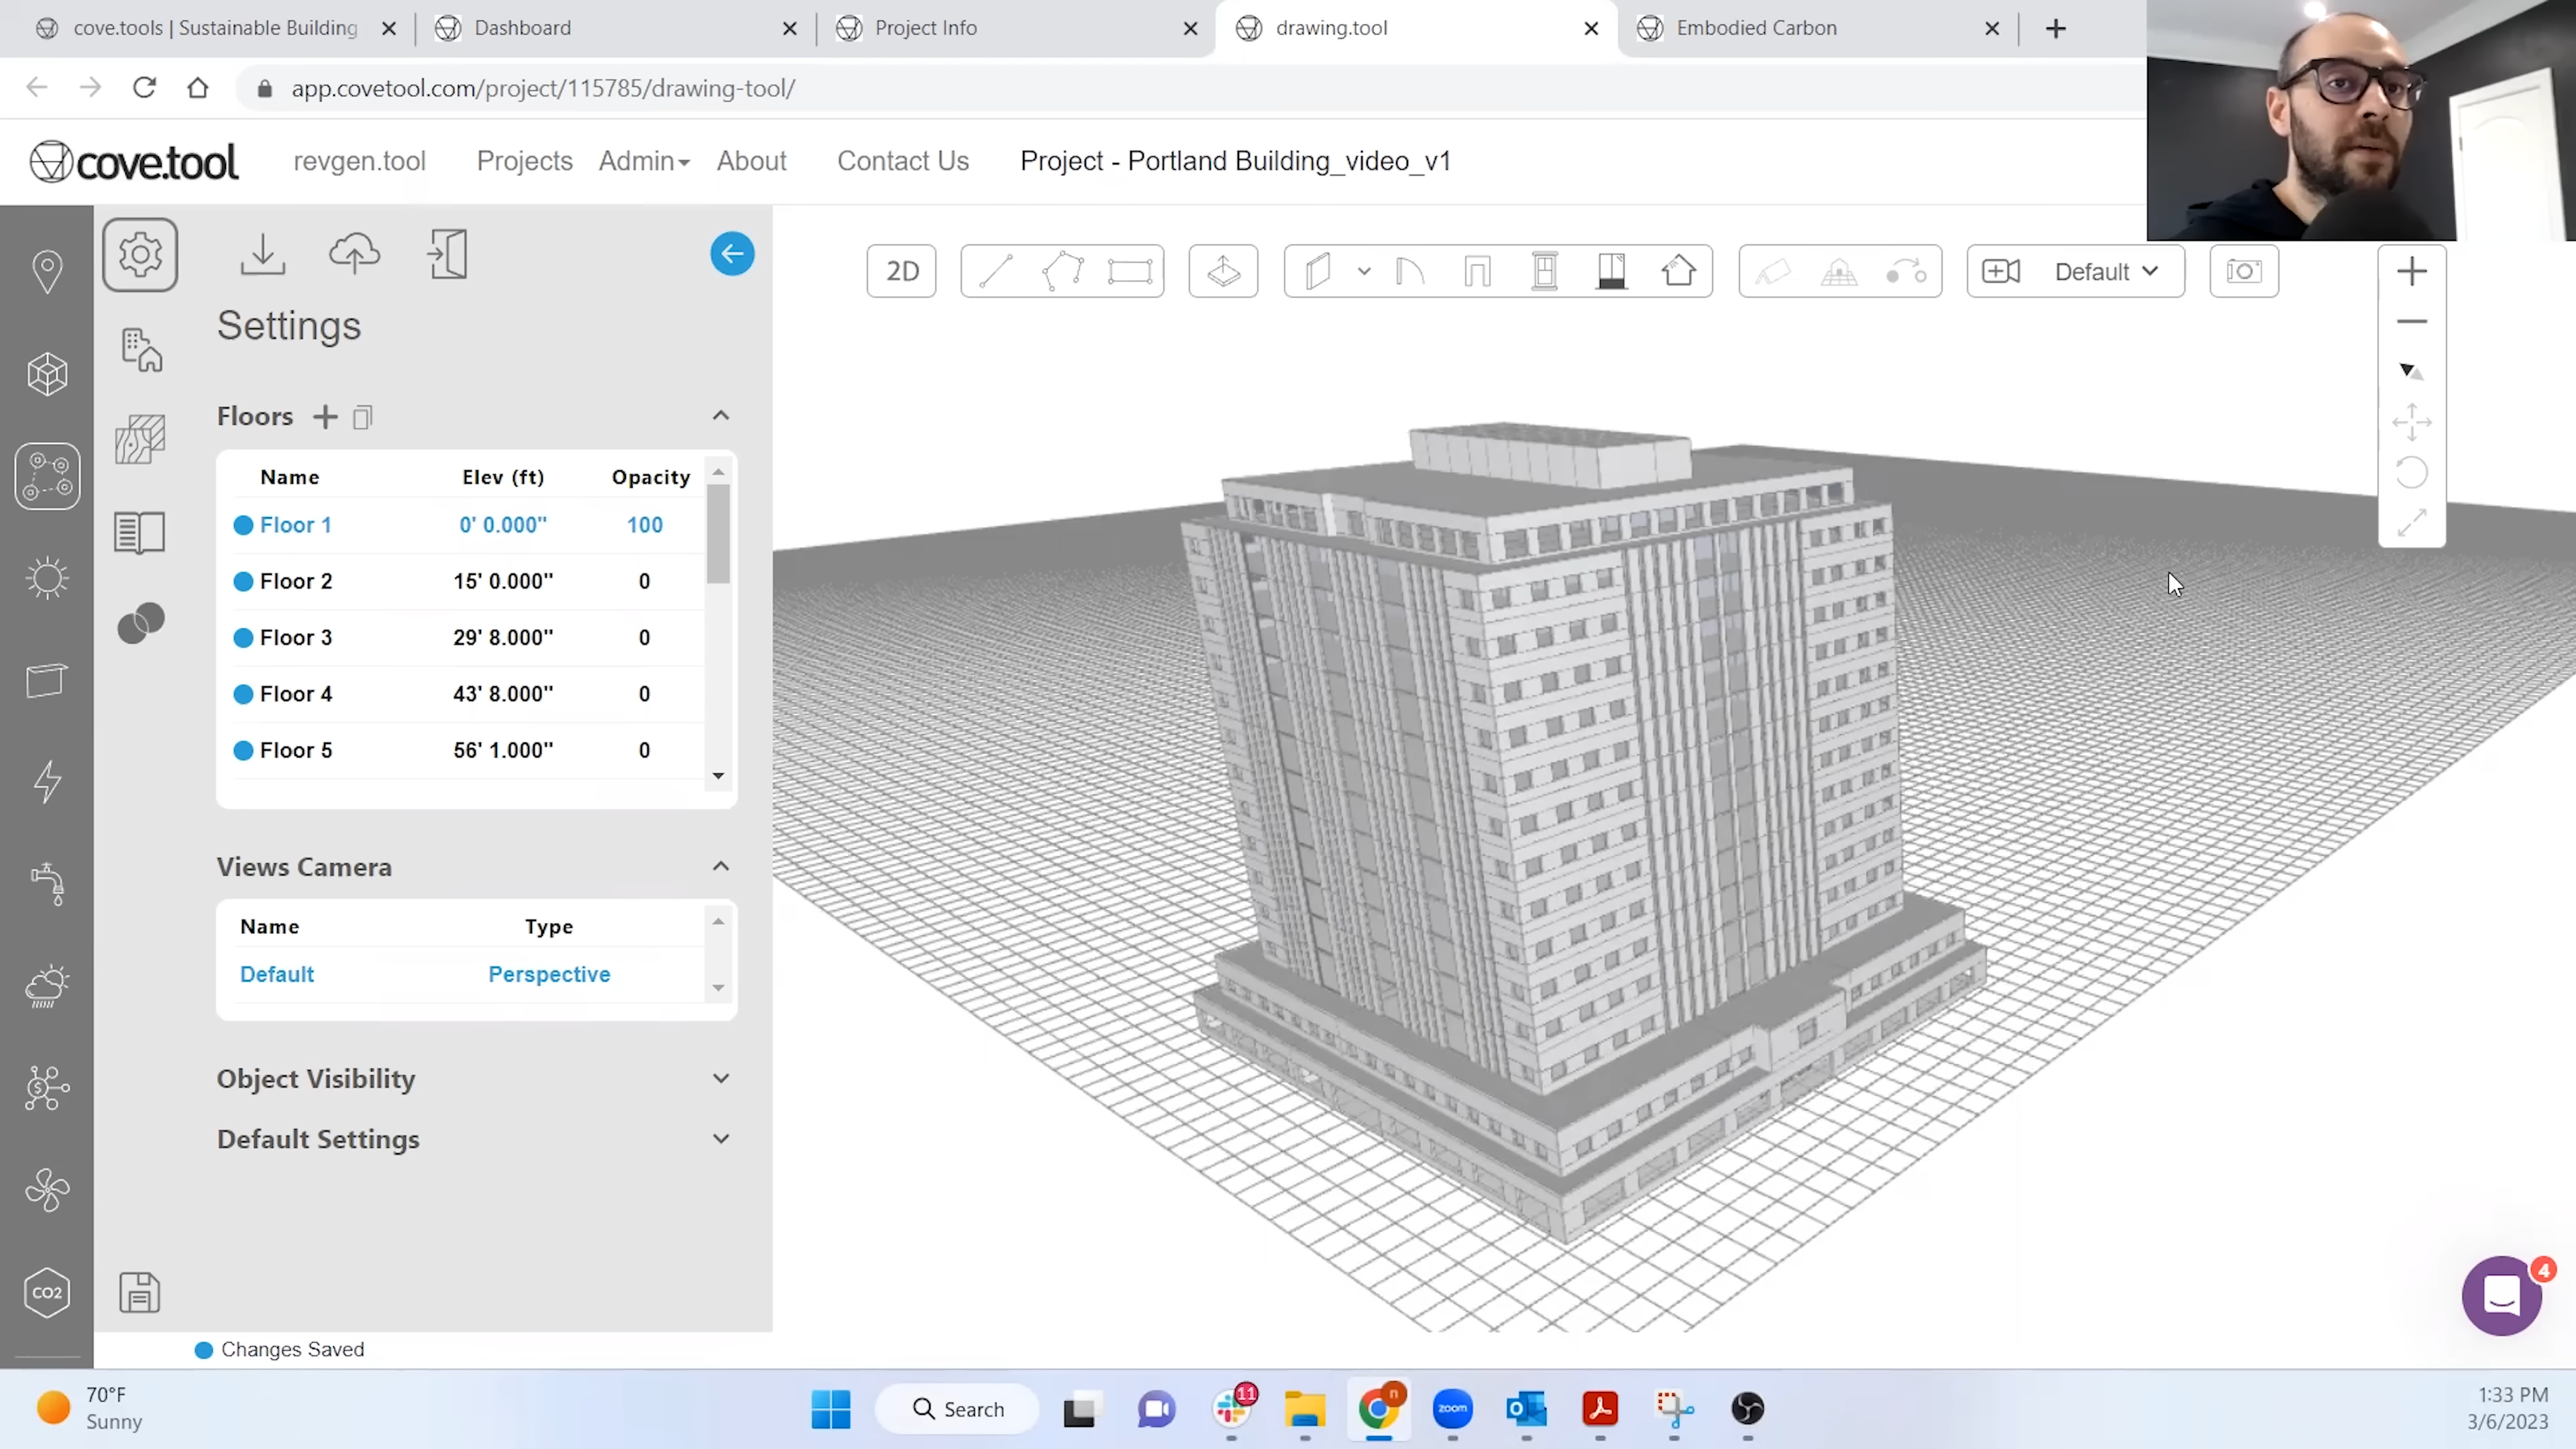 cove.tools | Sustainable Building
Dashboard
Project Info
drawing.tool
Embodied Carbon
app.covetool.com/project/115785/drawing-tool/
cove.tool
revgen.tool
Projects
Admin
About
Contact Us
Project - Portland Building_video_v1
2D
Default
Settings
Floors
Name Elev (ft) Opacity
Floor 1 0' 0.000" 100
Floor 2 15' 0.000" 0
Floor 3 29' 8.000" 0
Floor 4 43' 8.000" 0
Floor 5 56' 1.000" 0
Views Camera
Name Type
Default Perspective
Object Visibility
Default Settings
CO2
Changes Saved
4
70°F
Sunny
Search
11
n
zoom
1:33 PM
3/6/2023